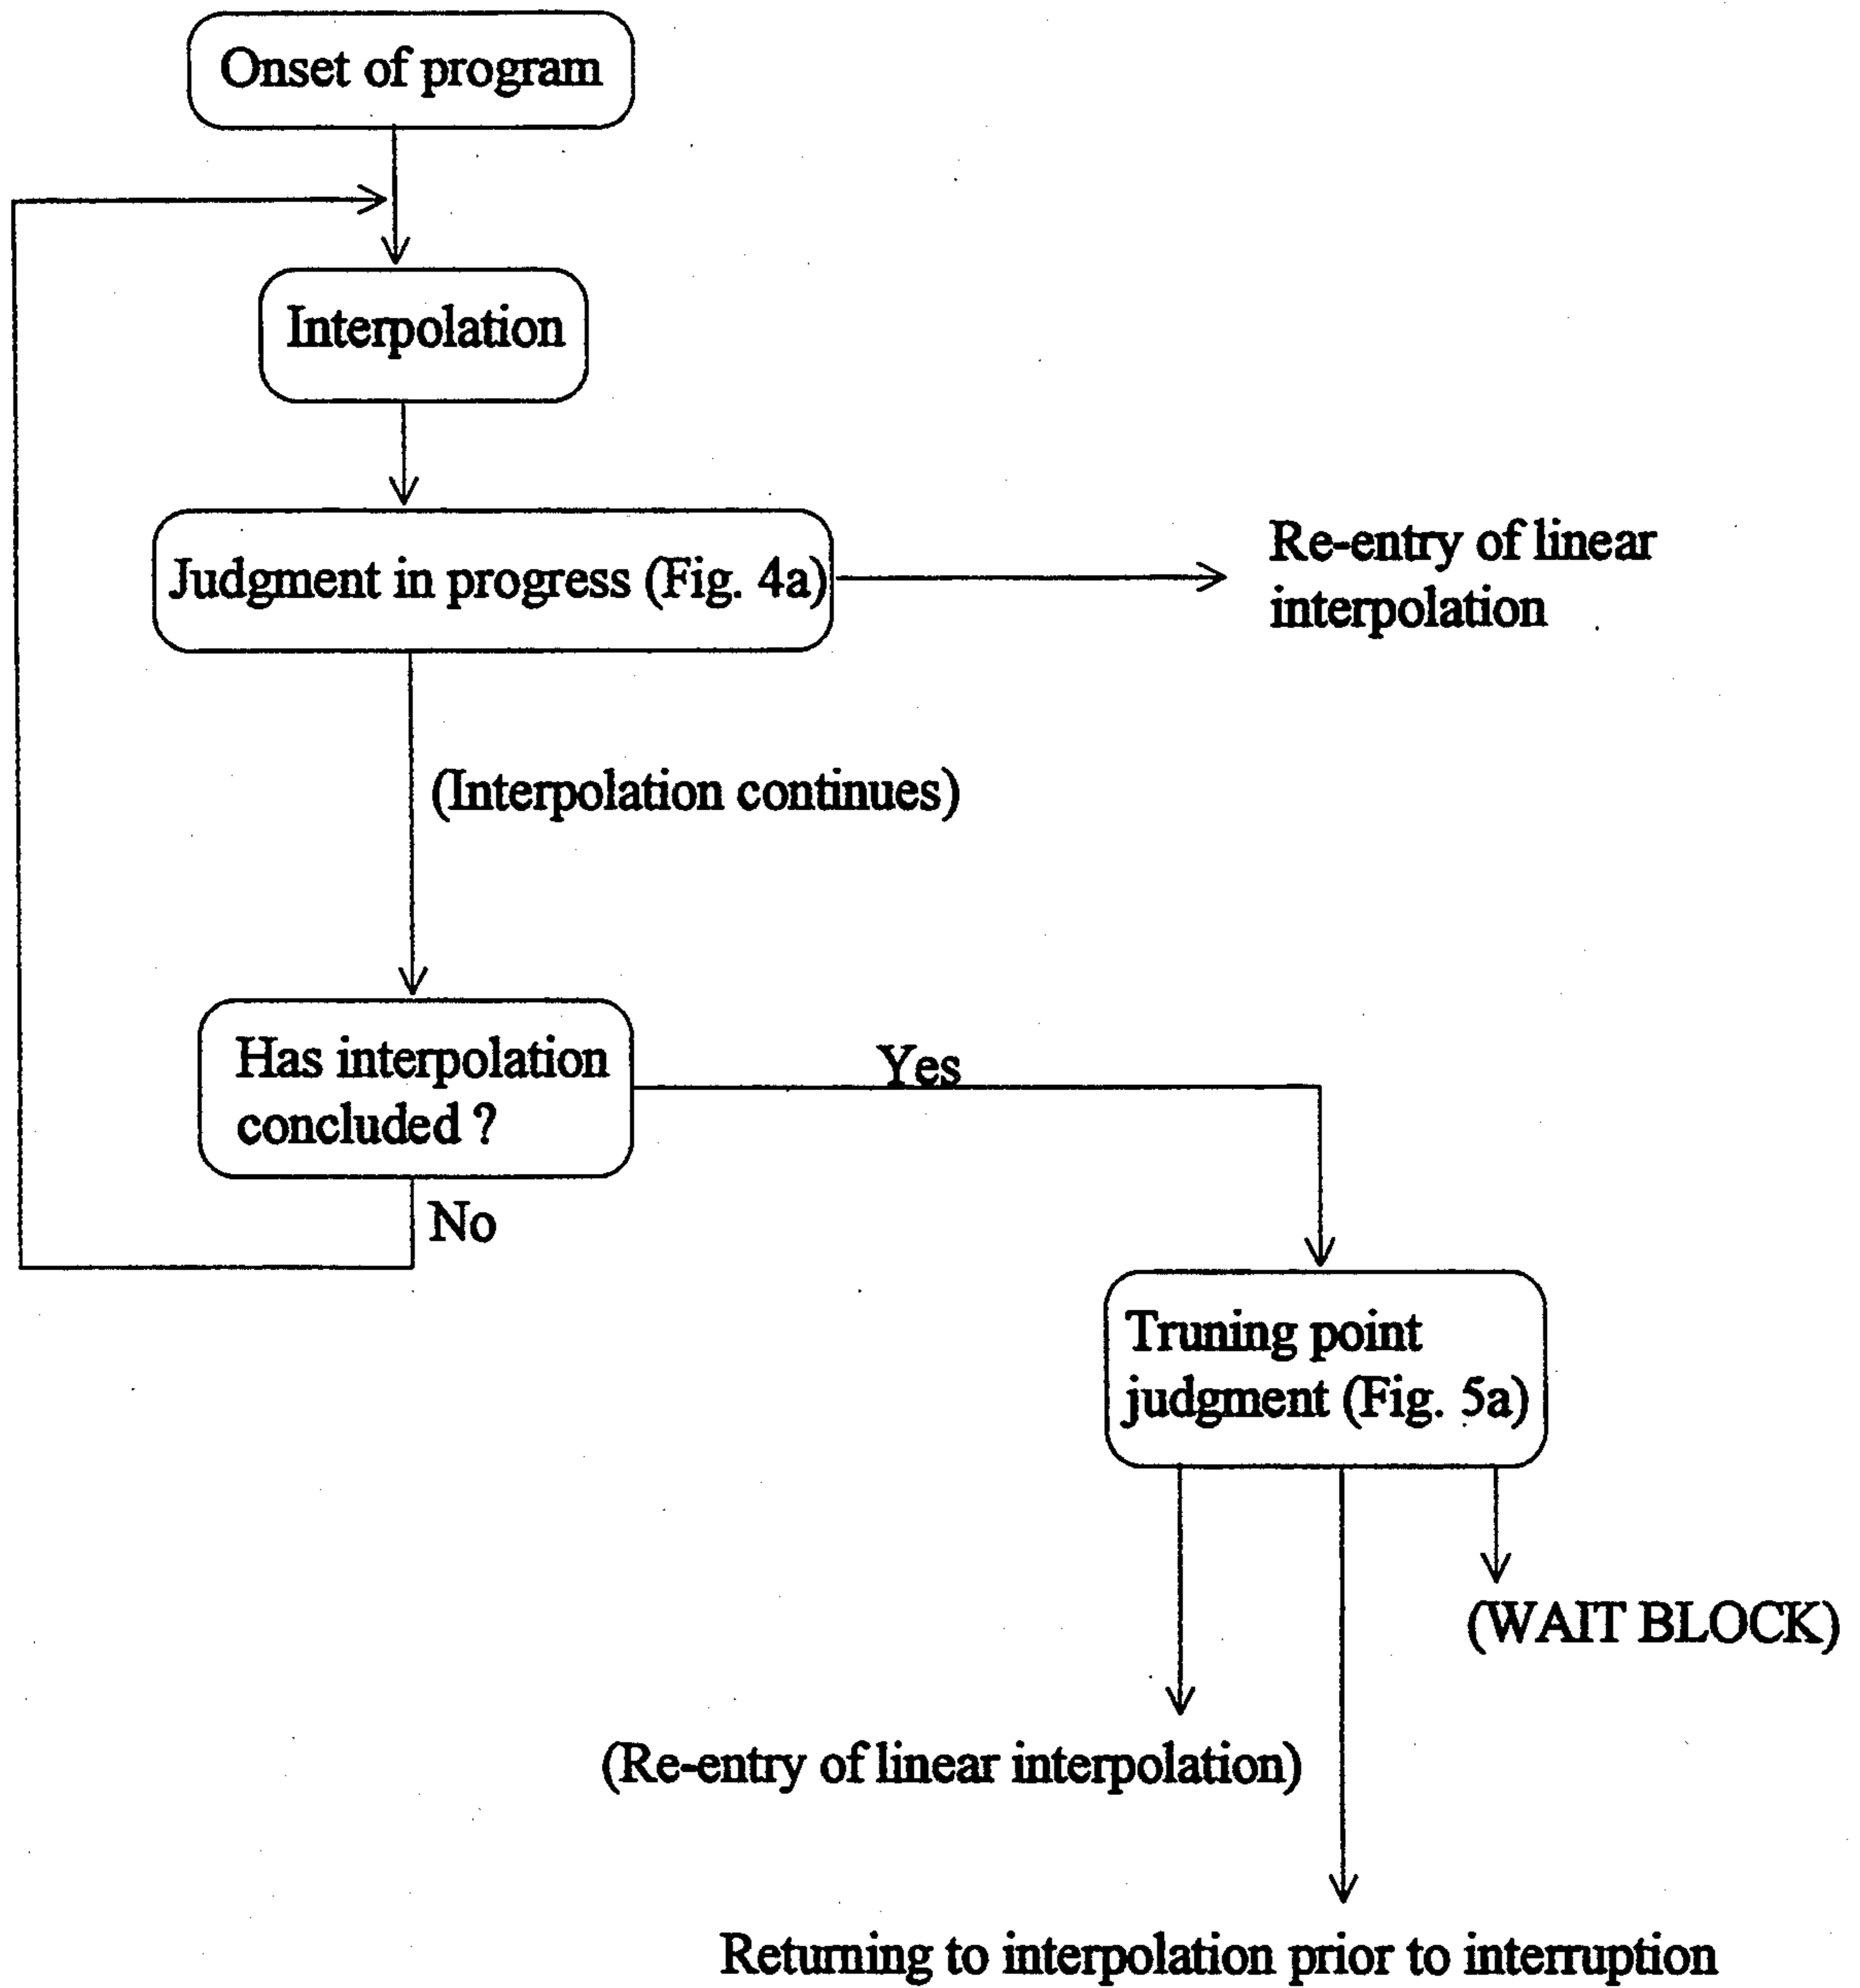 Onset of program
Interpolation
Judgment in progress (Fig. 4a)
Re-entry of linear
interpolation
(Interpolation continues)
Has interpolation
concluded ?
Yes
No
Truning point
judgment (Fig. 5a)
(WAIT BLOCK)
(Re-entry of linear interpolation)
Returning to interpolation prior to interruption